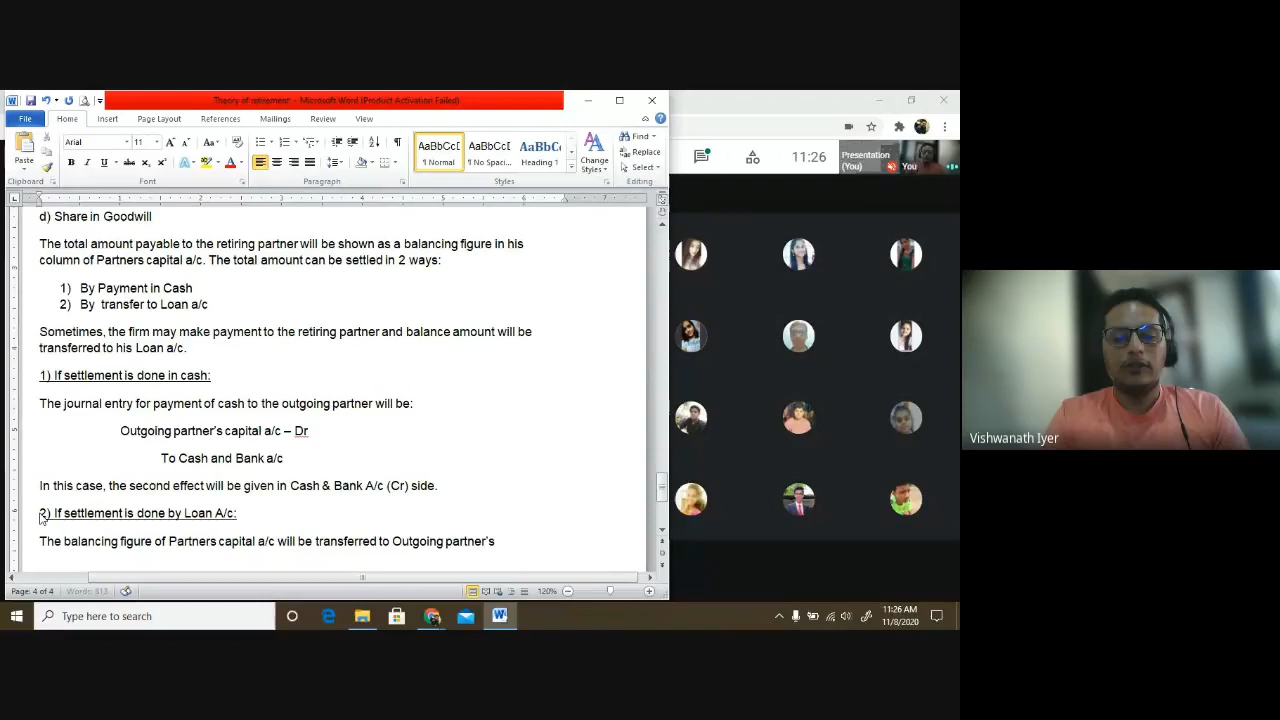 Theory of retirement - Microsoft Word (Product Activation Failed)
File Home Insert Page Layout References Mailings Review View
Paste
Arial 11
AaBbCcI AaBbCcI AaBbC
¶ Normal ¶ No Spaci... Heading 1
Change Styles
Find
Replace
Select
Clipboard Font Paragraph Styles Editing
d) Share in Goodwill
The total amount payable to the retiring partner will be shown as a balancing figure in his
column of Partners capital a/c. The total amount can be settled in 2 ways:
1) By Payment in Cash
2) By transfer to Loan a/c
Sometimes, the firm may make payment to the retiring partner and balance amount will be
transferred to his Loan a/c.
1) If settlement is done in cash:
The journal entry for payment of cash to the outgoing partner will be:
Outgoing partner's capital a/c – Dr
To Cash and Bank a/c
In this case, the second effect will be given in Cash & Bank A/c (Cr) side.
2) If settlement is done by Loan A/c:
The balancing figure of Partners capital a/c will be transferred to Outgoing partner's
Page: 4 of 4 Words: 813 120%
11:26
Presentation (You)
You
Vishwanath Iyer
Type here to search
11:26 AM
11/8/2020